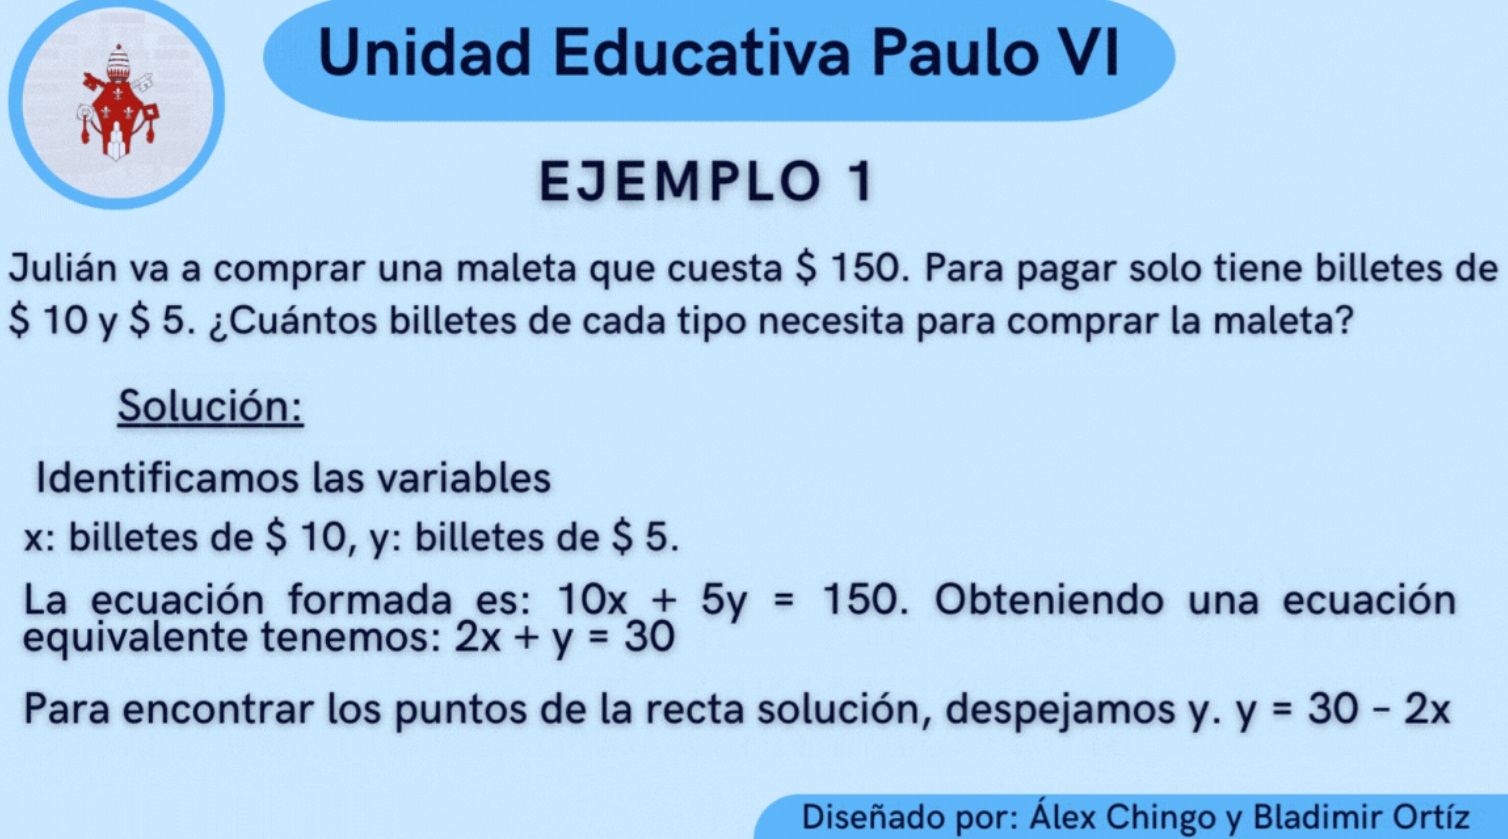 Unidad Educativa Paulo VI
EJEMPLO 1
Julián va a comprar una maleta que cuesta $ 150. Para pagar solo tiene billetes de
$ 10 y $ 5. ¿Cuántos billetes de cada tipo necesita para comprar la maleta?
Solución:
Identificamos las variables
x: billetes de $ 10, y: billetes de $ 5.
La ecuación formada es: 10x + 5y = 150. Obteniendo una ecuación
equivalente tenemos: 2x + y = 30
Para encontrar los puntos de la recta solución, despejamos y. y = 30 - 2x
Diseñado por: Álex Chingo y Bladimir Ortíz